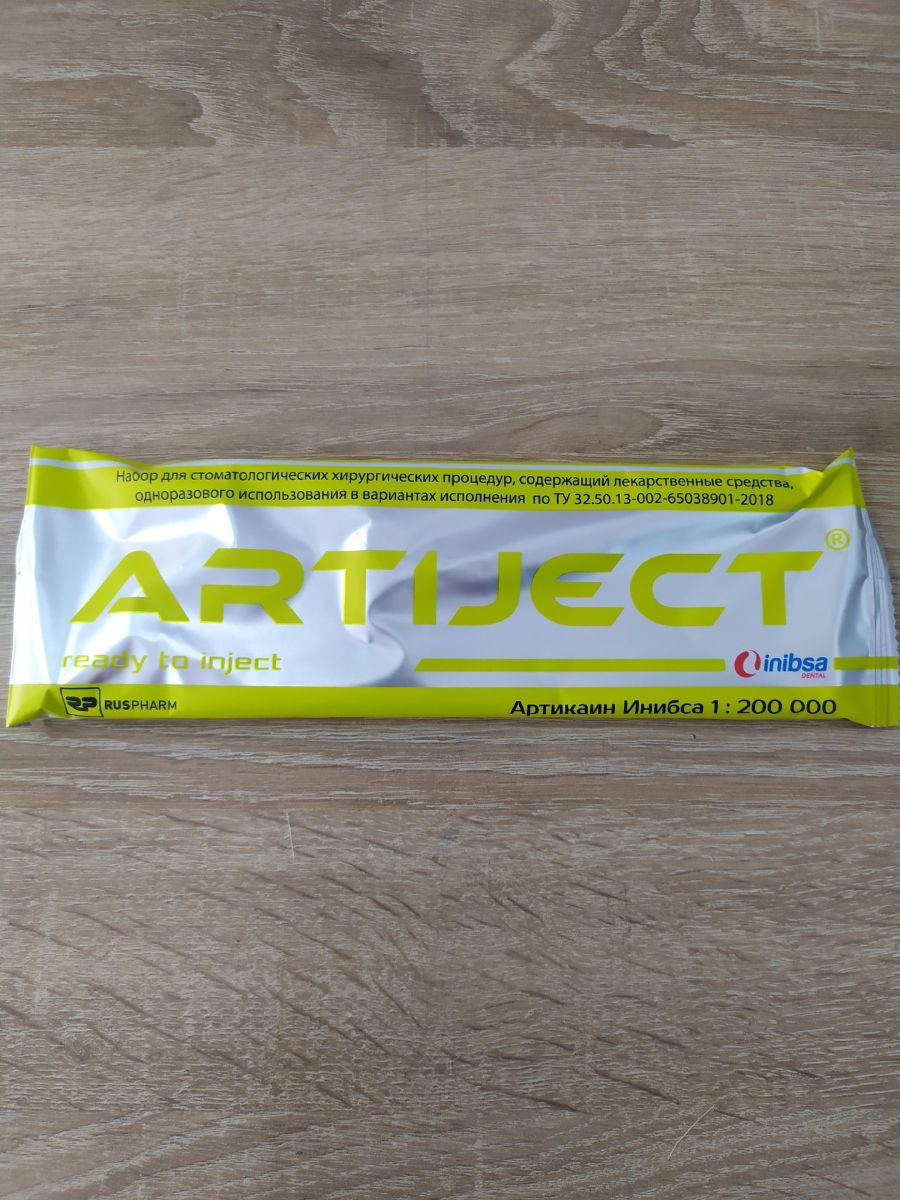 Набор для стоматологических хирургических процедур, содержащий лекарственные средства,
одноразового использования в вариантах исполнения по ТУ 32.50.13-002-65038901-2018
ARTIJECT®
ready to inject
inibsa
DENTAL
RP RUSPHARM
Артикаин Инибса 1 : 200 000